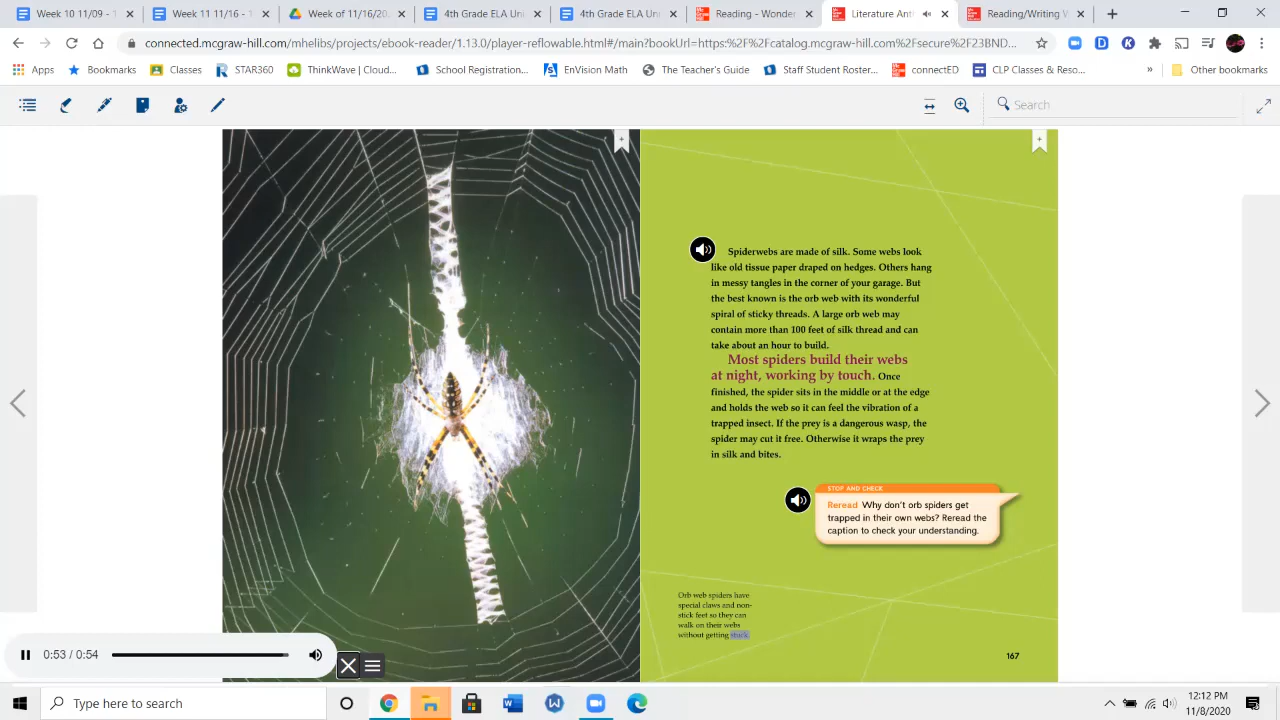 Week 10 November
Week of 11/16/20
4th Grade ELA Uni
4th Grade ELA Uni
Reading - Wonder
Literature Anth
Reading/Writing W
connected.mcgraw-hill.com/mhelibs/products/ebook-reader/1.13.0/player-reflowable.html#/main?bookUrl=https%2F%2Fcatalog.mcgraw-hill.com%2Fsecure%2F23BND...
Apps
Bookmarks
STAR360
ThinkWave | Cloud...
School Registration...
EnVision Math
The Teacher's Guide
Staff Student Roster...
connectED
CLP Classes & Reso...
»
Other bookmarks
Search
Spiderwebs are made of silk. Some webs look
like old tissue paper draped on hedges. Others hang
in messy tangles in the corner of your garage. But
the best known is the orb web with its wonderful
spiral of sticky threads. A large orb web may
contain more than 100 feet of silk thread and can
take about an hour to build.
Most spiders build their webs
at night, working by touch. Once
finished, the spider sits in the middle or at the edge
and holds the web so it can feel the vibration of a
trapped insect. If the prey is a dangerous wasp, the
spider may cut it free. Otherwise it wraps the prey
in silk and bites.
STOP AND CHECK
Reread Why don't orb spiders get
trapped in their own webs? Reread the
caption to check your understanding.
Orb web spiders have
special claws and non-
stick feet so they can
walk on their webs
without getting stuck.
167
0:53 / 0:54
Type here to search
12:12 PM
11/8/2020